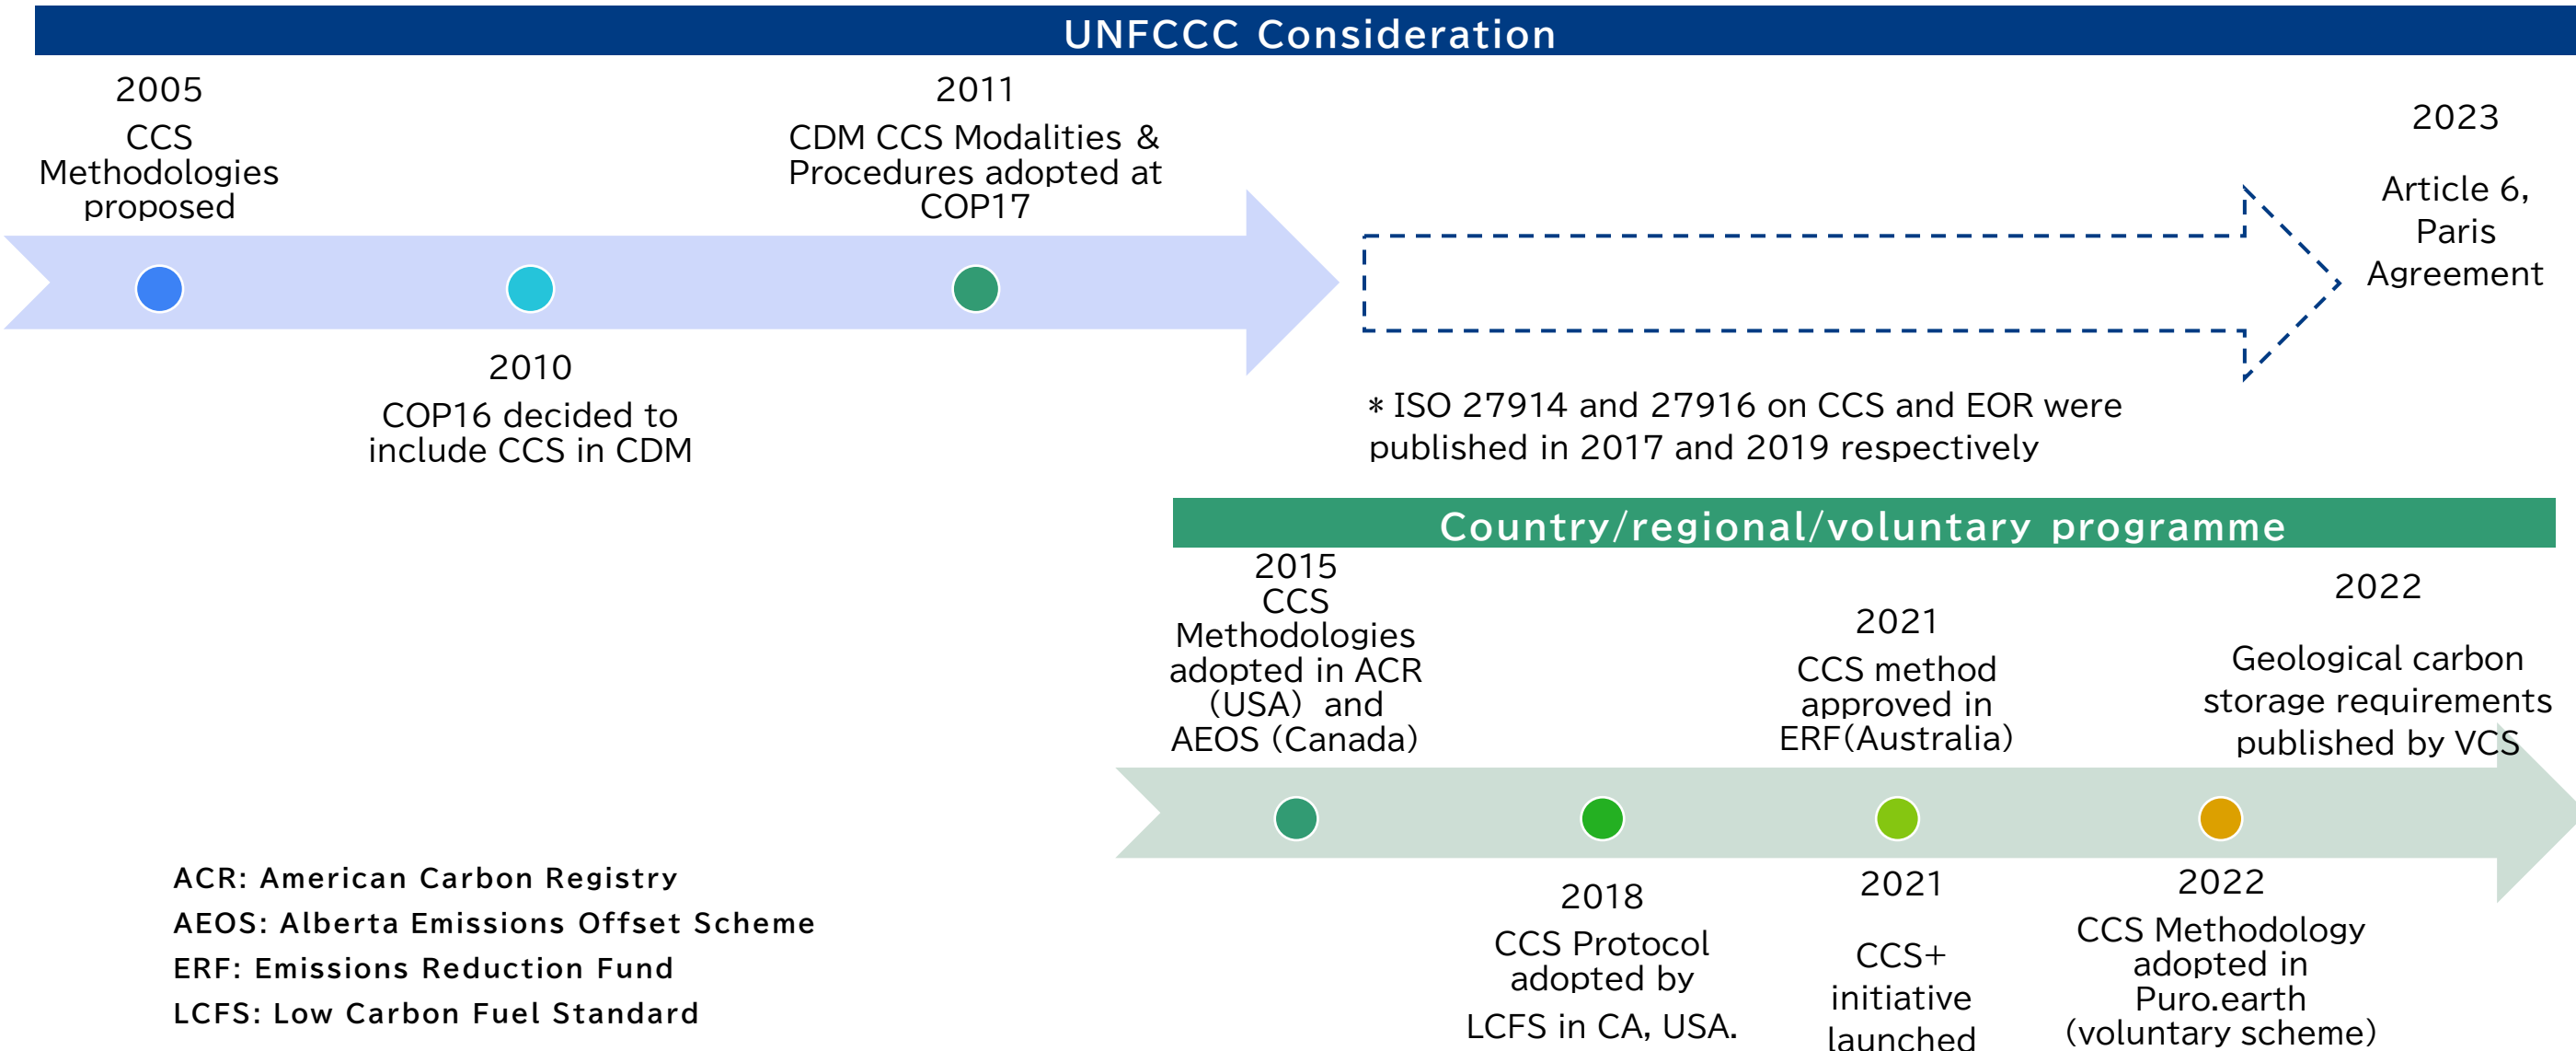 UNFCCC Consideration
2005
CCS
Methodologies
proposed
2010
COP16 decided to
include CCS in CDM
2011
CDM CCS Modalities &
Procedures adopted at
COP17
2023
Article 6,
Paris
Agreement
* ISO 27914 and 27916 on CCS and EOR were
published in 2017 and 2019 respectively
Country/regional/voluntary programme
2015
CCS
Methodologies
adopted in ACR
(USA) and
AEOS (Canada)
2018
CCS Protocol
adopted by
LCFS in CA, USA.
2021
CCS method
approved in
ERF(Australia)
2021
CCS+
initiative
launched
2022
Geological carbon
storage requirements
published by VCS
2022
CCS Methodology
adopted in
Puro.earth
(voluntary scheme)
ACR: American Carbon Registry
AEOS: Alberta Emissions Offset Scheme
ERF: Emissions Reduction Fund
LCFS: Low Carbon Fuel Standard